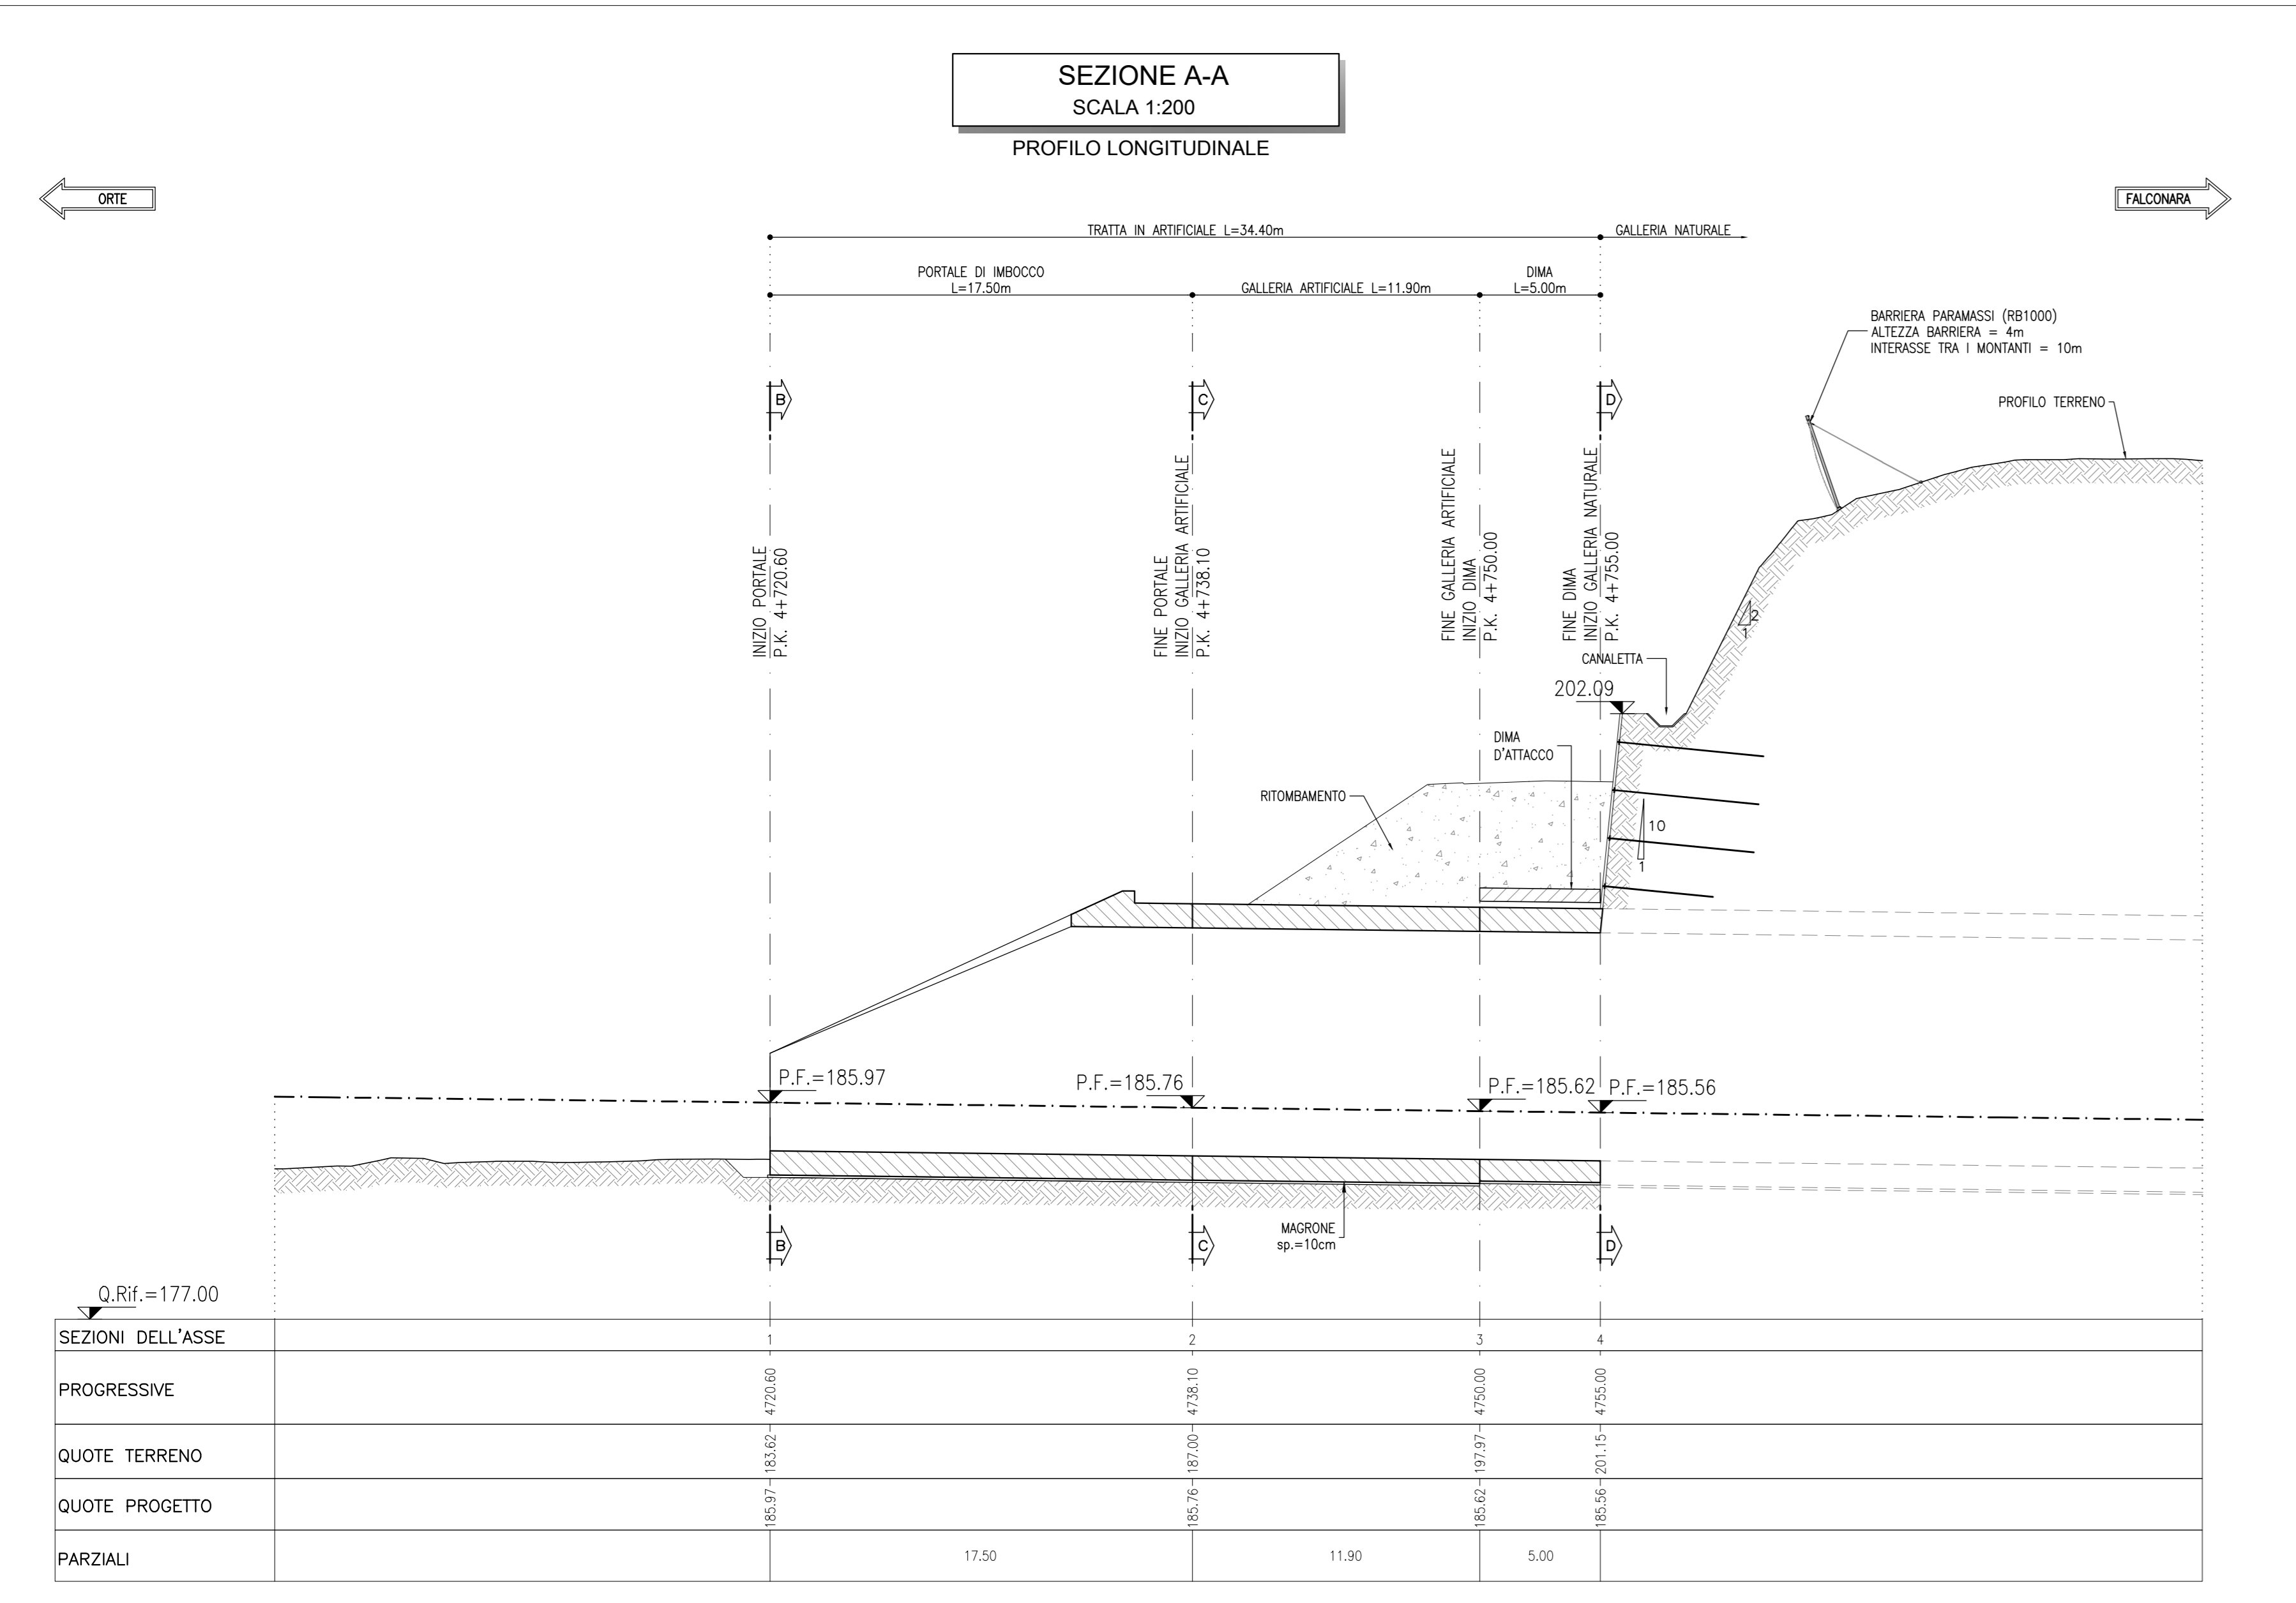 SEZIONE A-A
SCALA 1:200
PROFILO LONGITUDINALE
ORTE
FALCONARA
TRATTA IN ARTIFICIALE L=34.40m
GALLERIA NATURALE
PORTALE DI IMBOCCO
L=17.50m
GALLERIA ARTIFICIALE L=11.90m
DIMA
L=5.00m
BARRIERA PARAMASSI (RB1000)
ALTEZZA BARRIERA = 4m
INTERASSE TRA I MONTANTI = 10m
PROFILO TERRENO
B
C
D
INIZIO PORTALE
P.K. 4+720.60
FINE PORTALE
INIZIO GALLERIA ARTIFICIALE
P.K. 4+738.10
FINE GALLERIA ARTIFICIALE
INIZIO DIMA
P.K. 4+750.00
FINE DIMA
INIZIO GALLERIA NATURALE
P.K. 4+755.00
2
1
CANALETTA
202.09
DIMA
D'ATTACCO
RITOMBAMENTO
10
1
P.F.=185.97
P.F.=185.76
P.F.=185.62
P.F.=185.56
MAGRONE
sp.=10cm
B
C
D
Q.Rif.=177.00
SEZIONI DELL'ASSE
1
2
3
4
PROGRESSIVE
4720.60
4738.10
4750.00
4755.00
QUOTE TERRENO
183.62
187.00
197.97
201.15
QUOTE PROGETTO
185.97
185.76
185.62
185.56
PARZIALI
17.50
11.90
5.00